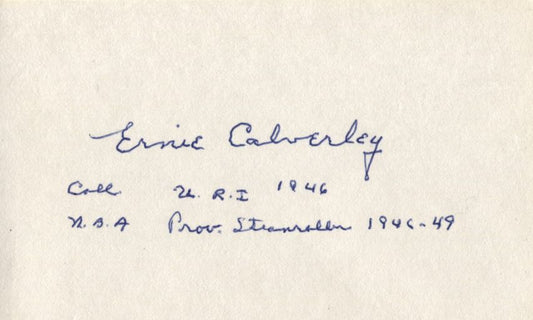 Ernie Calverley
Coll. U. R. I 1946
N. B. A Prov. Steamroller 1946-49